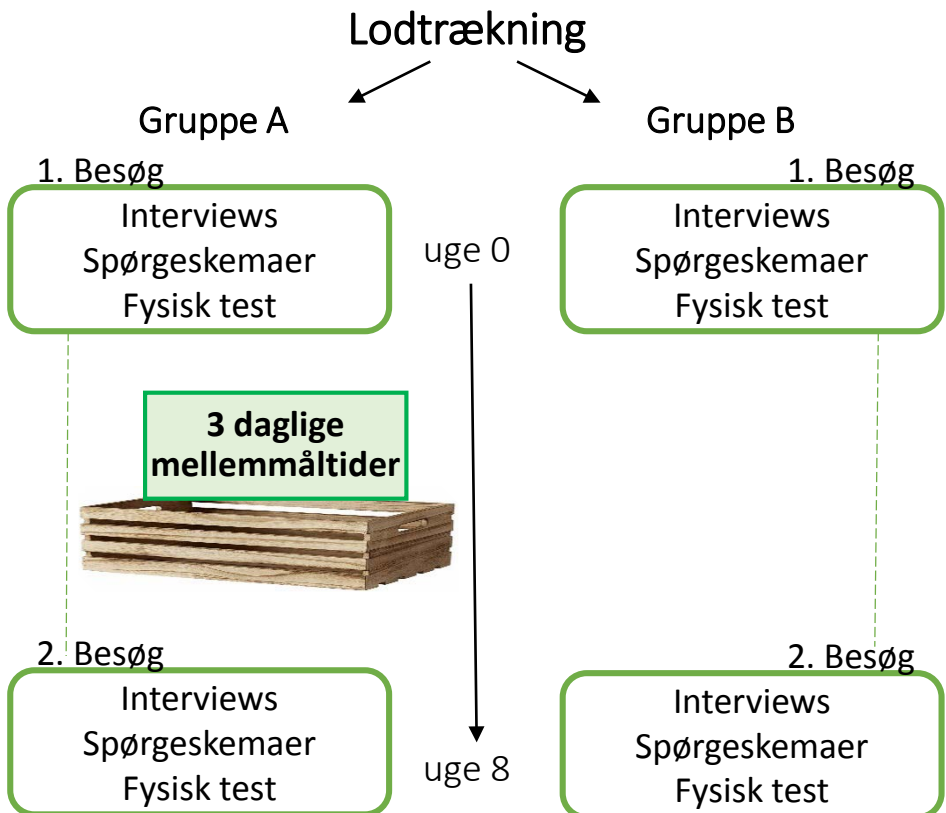 Lodtrækning
Gruppe A
Gruppe B
1. Besøg
Interviews
Spørgeskemaer
Fysisk test
uge 0
1. Besøg
Interviews
Spørgeskemaer
Fysisk test
3 daglige
mellemmåltider
2. Besøg
Interviews
Spørgeskemaer
Fysisk test
uge 8
2. Besøg
Interviews
Spørgeskemaer
Fysisk test